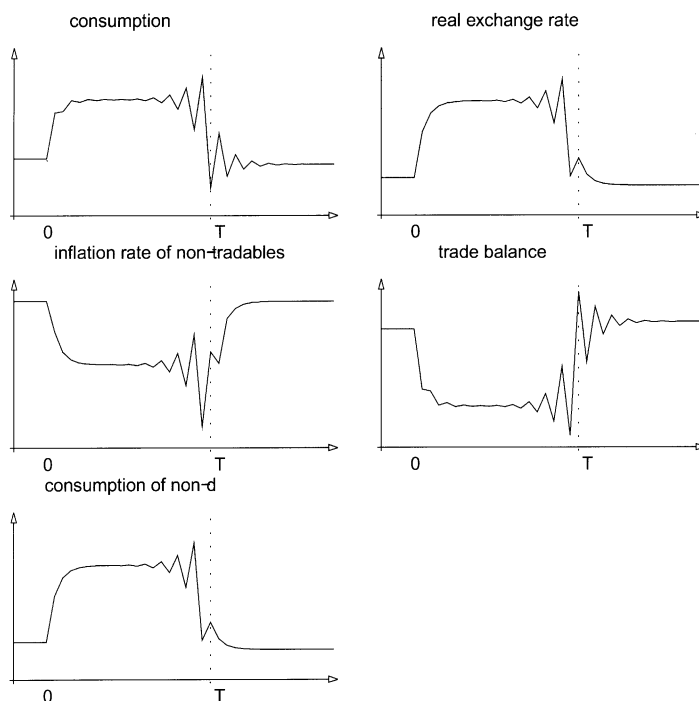 consumption
real exchange rate
0 T
0 T
inflation rate of non-tradables
trade balance
0 T
0 T
consumption of non-d
0 T